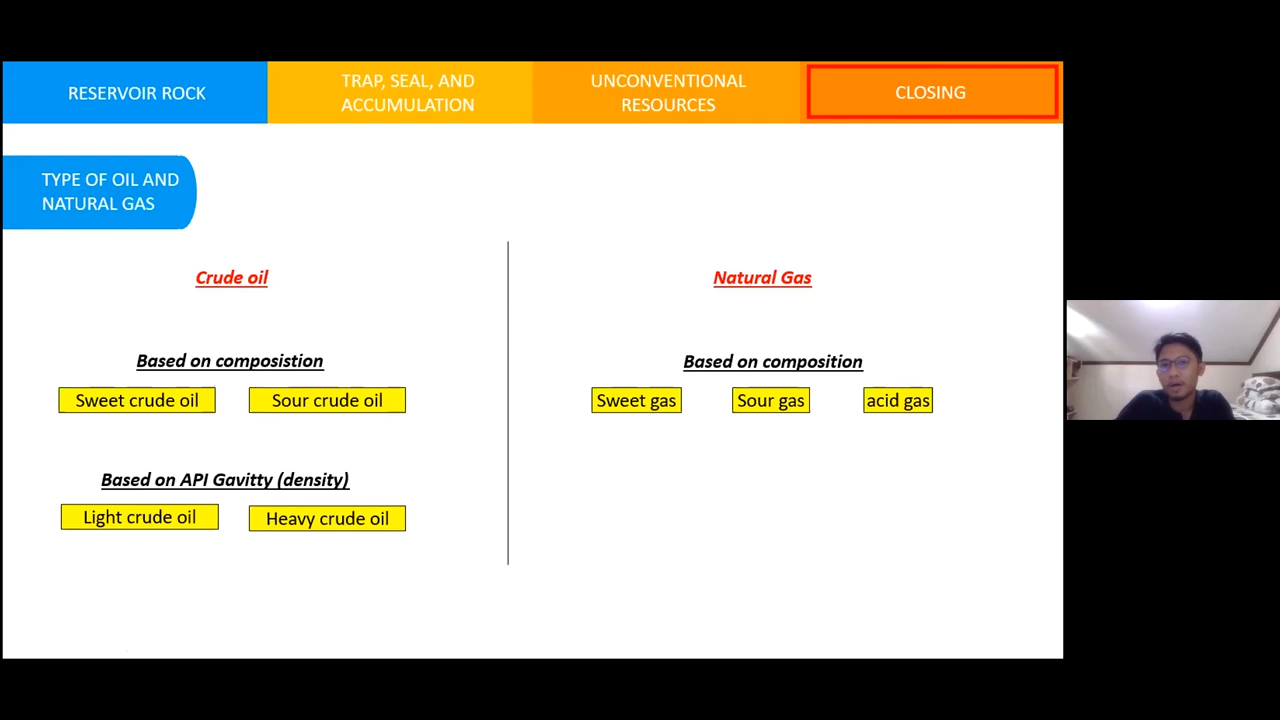 RESERVOIR ROCK
TRAP, SEAL, AND
ACCUMULATION
UNCONVENTIONAL
RESOURCES
CLOSING
TYPE OF OIL AND
NATURAL GAS
Crude oil
Based on composistion
Sweet crude oil
Sour crude oil
Based on API Gavitty (density)
Light crude oil
Heavy crude oil
Natural Gas
Based on composition
Sweet gas
Sour gas
acid gas